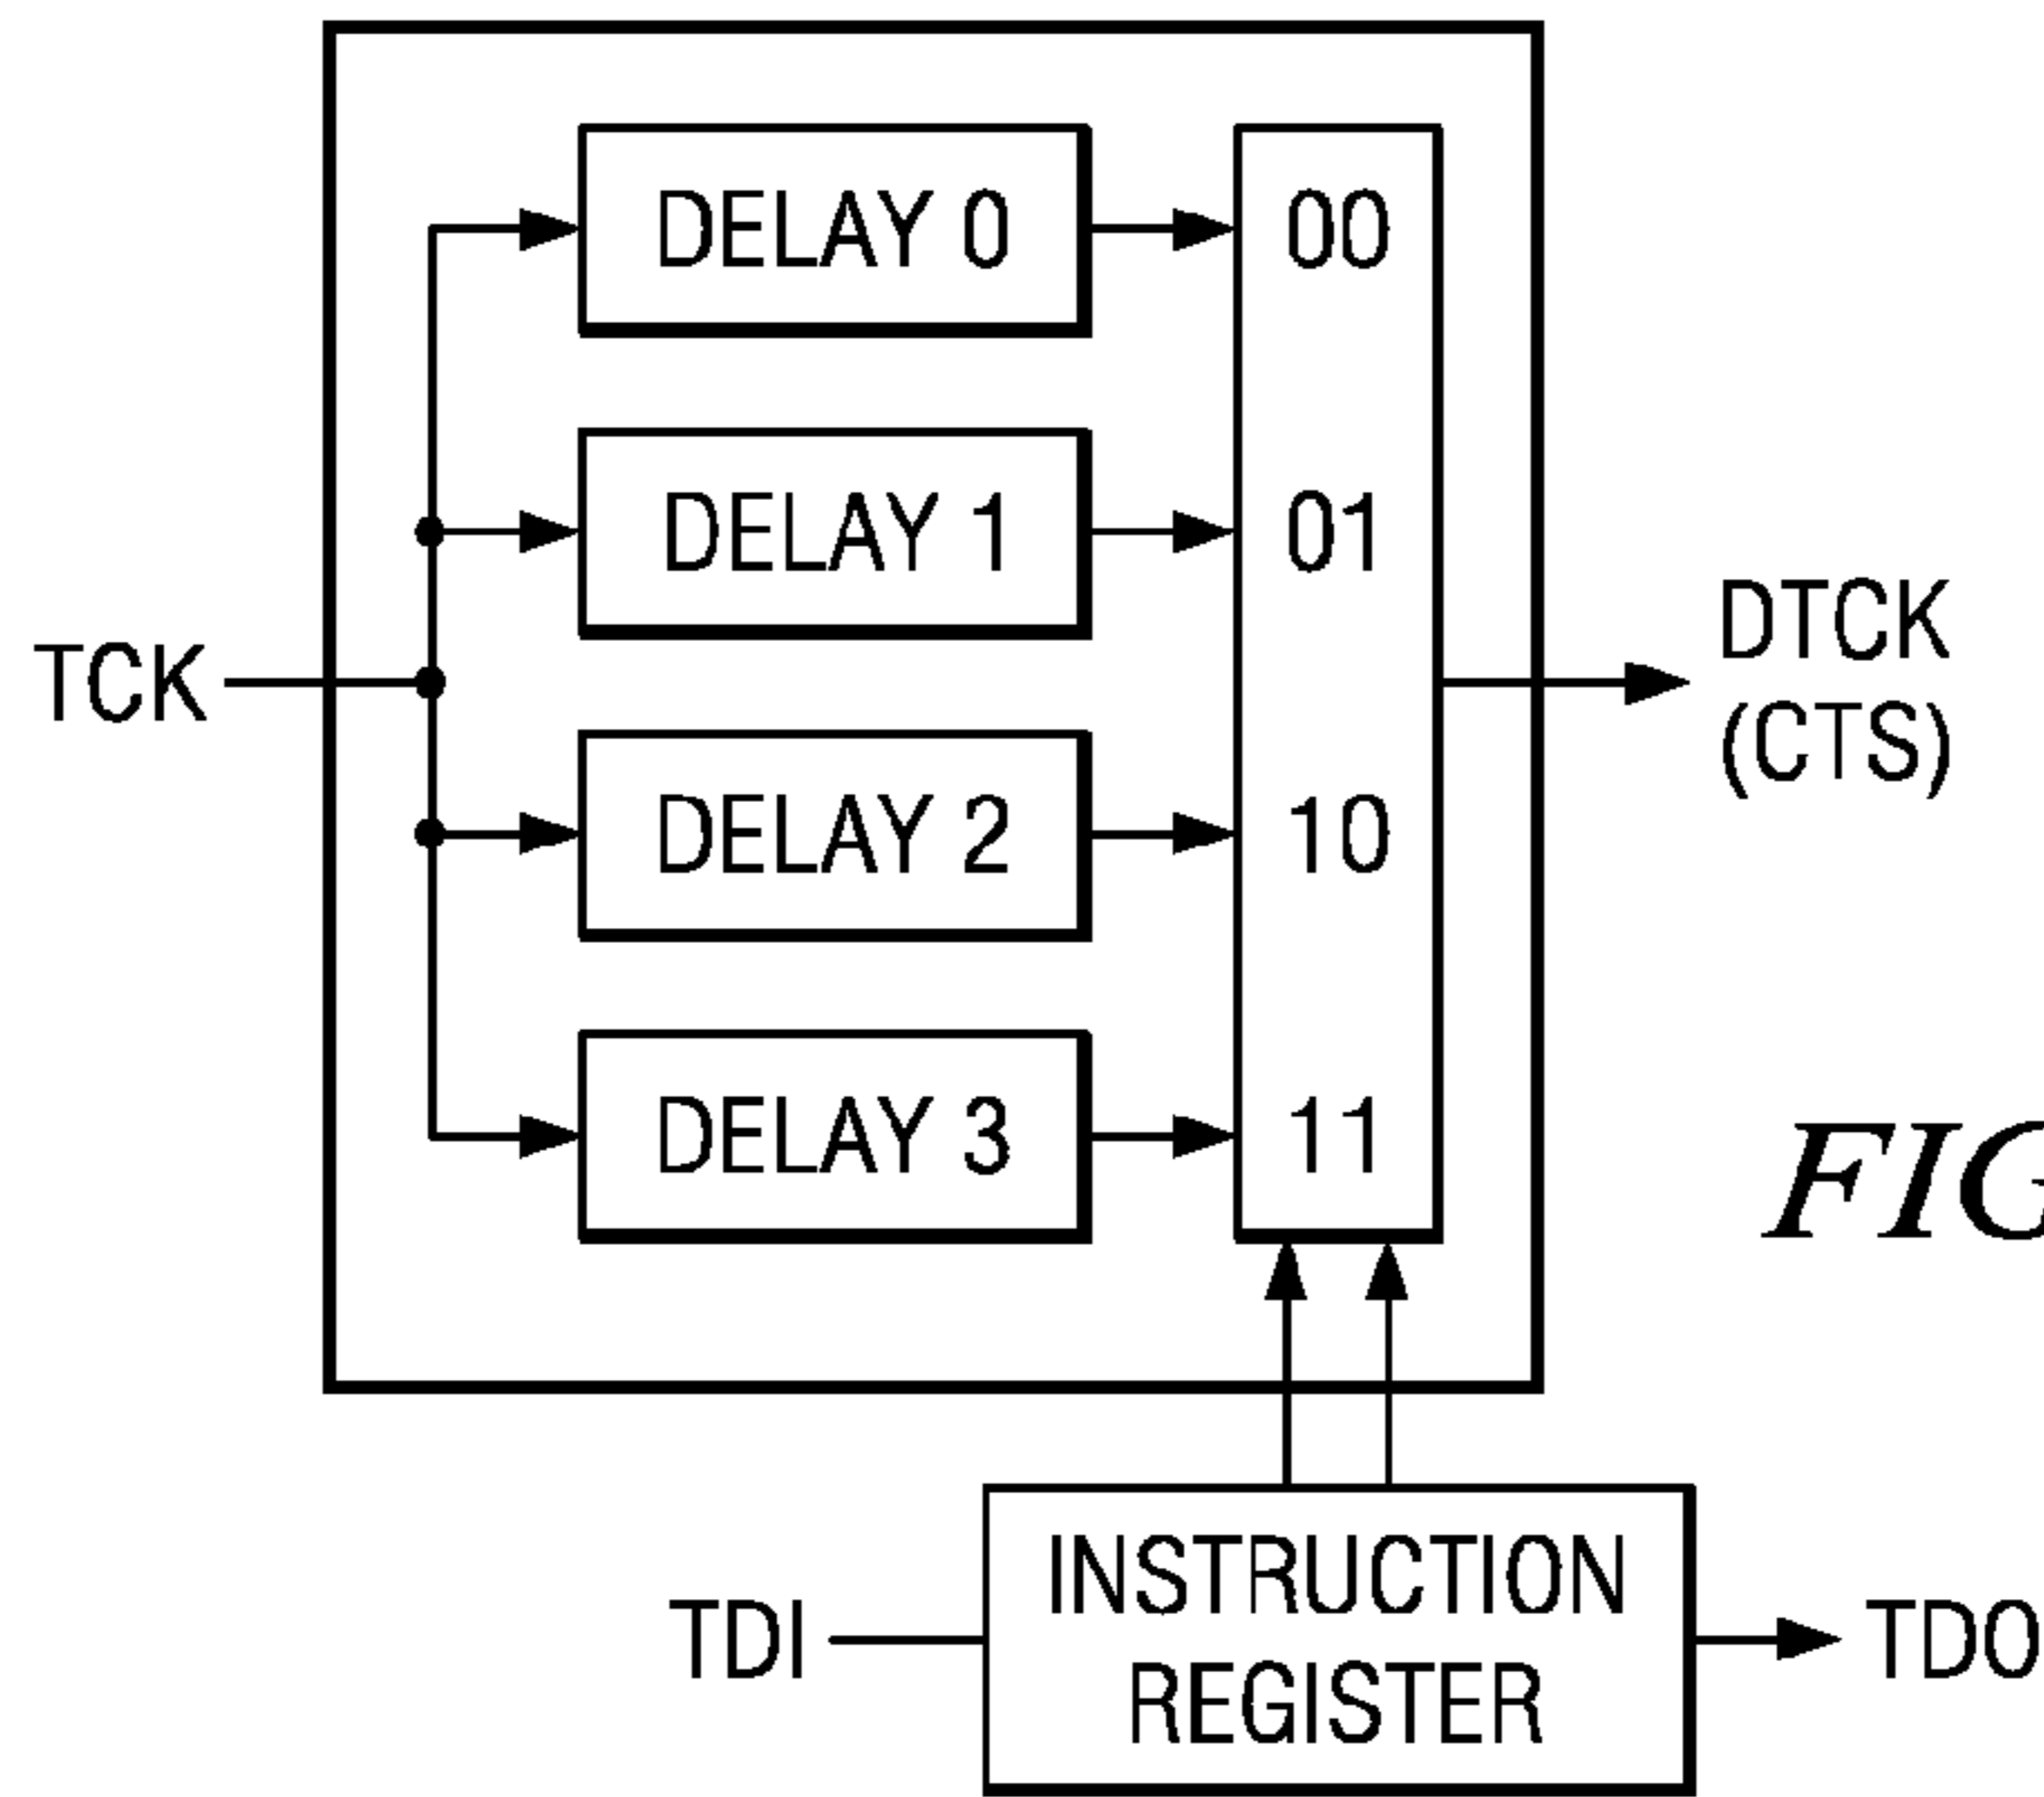 DELAY 0
00
DELAY 1
01
TCK
DTCK
(CTS)
DELAY 2
10
DELAY 3
11
FIG
INSTRUCTION
REGISTER
TDI
TDO